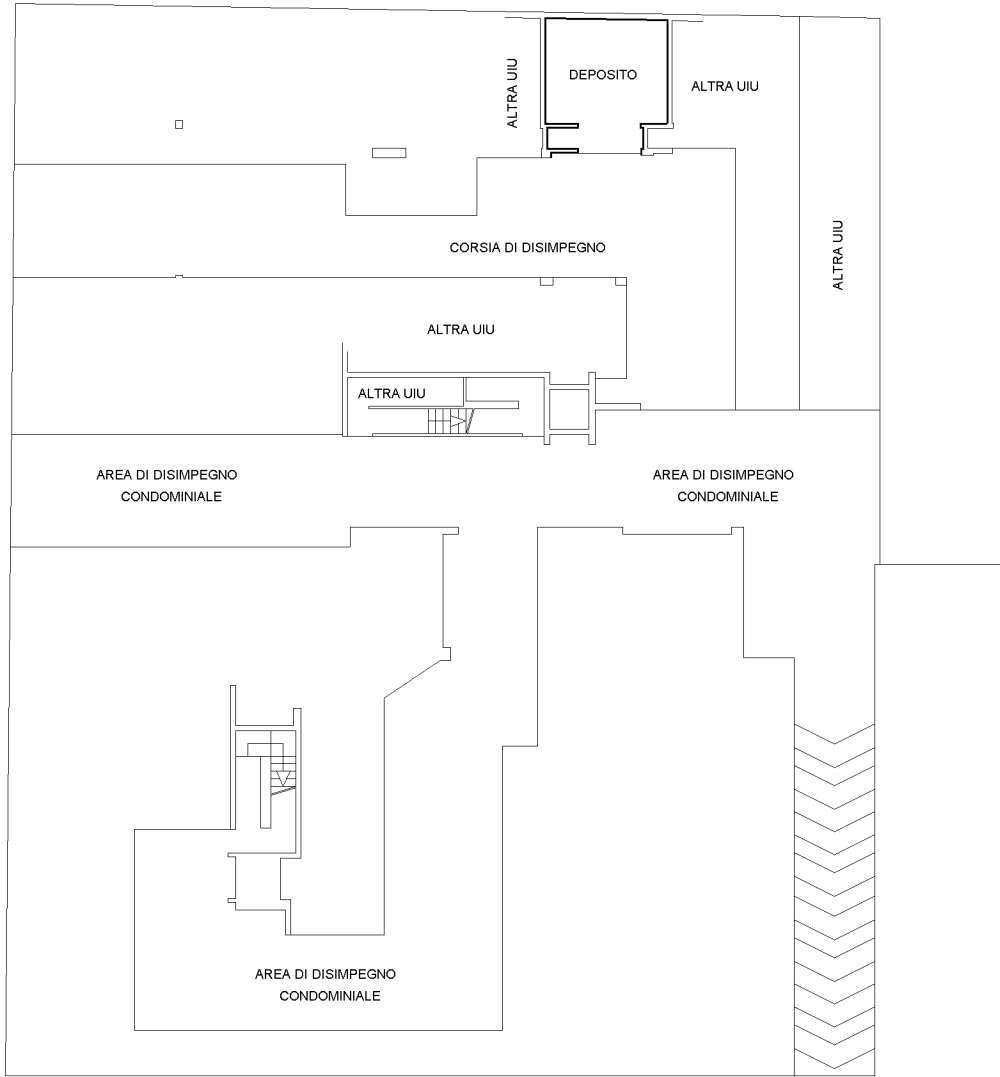 ALTRA UIU
DEPOSITO
ALTRA UIU
ALTRA UIU
CORSIA DI DISIMPEGNO
ALTRA UIU
ALTRA UIU
AREA DI DISIMPEGNO
CONDOMINIALE
AREA DI DISIMPEGNO
CONDOMINIALE
AREA DI DISIMPEGNO
CONDOMINIALE